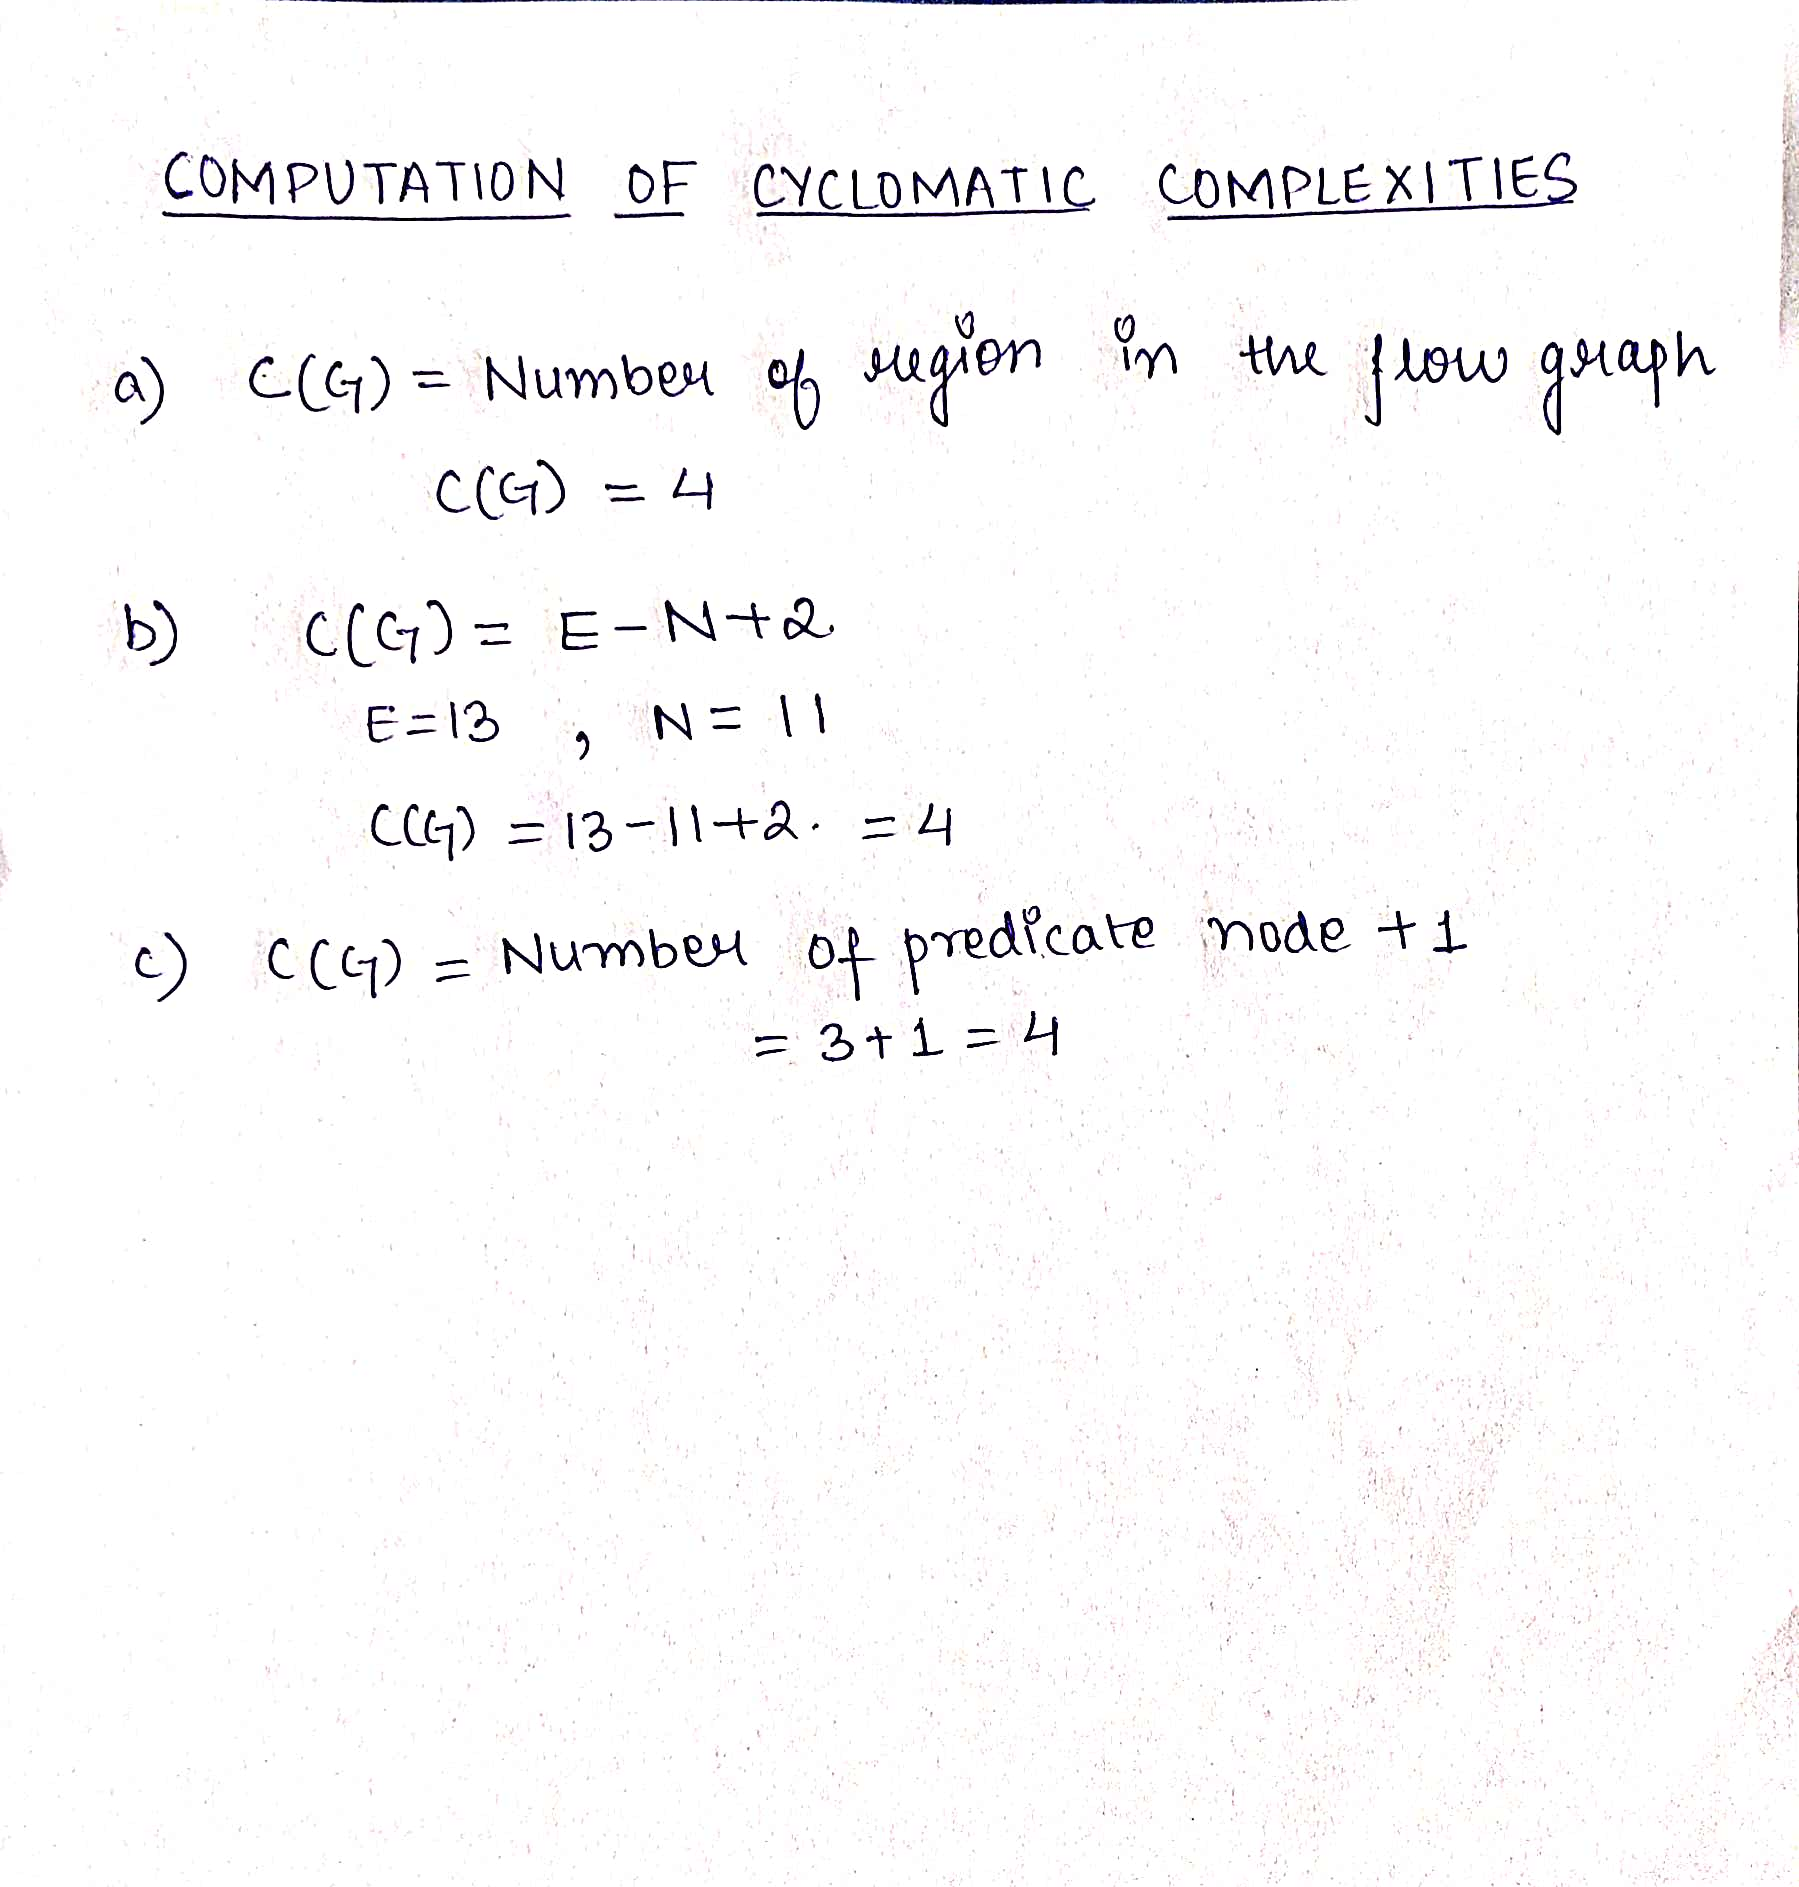 COMPUTATION OF CYCLOMATIC COMPLEXITIES
a) C(G) = Number of region in the flow graph
C(G) = 4
b) C(G) = E-N+2.
E=13 , N=11
C(G) = 13-11+2. = 4
c) C(G) = Number of predicate node +1
= 3+1 = 4